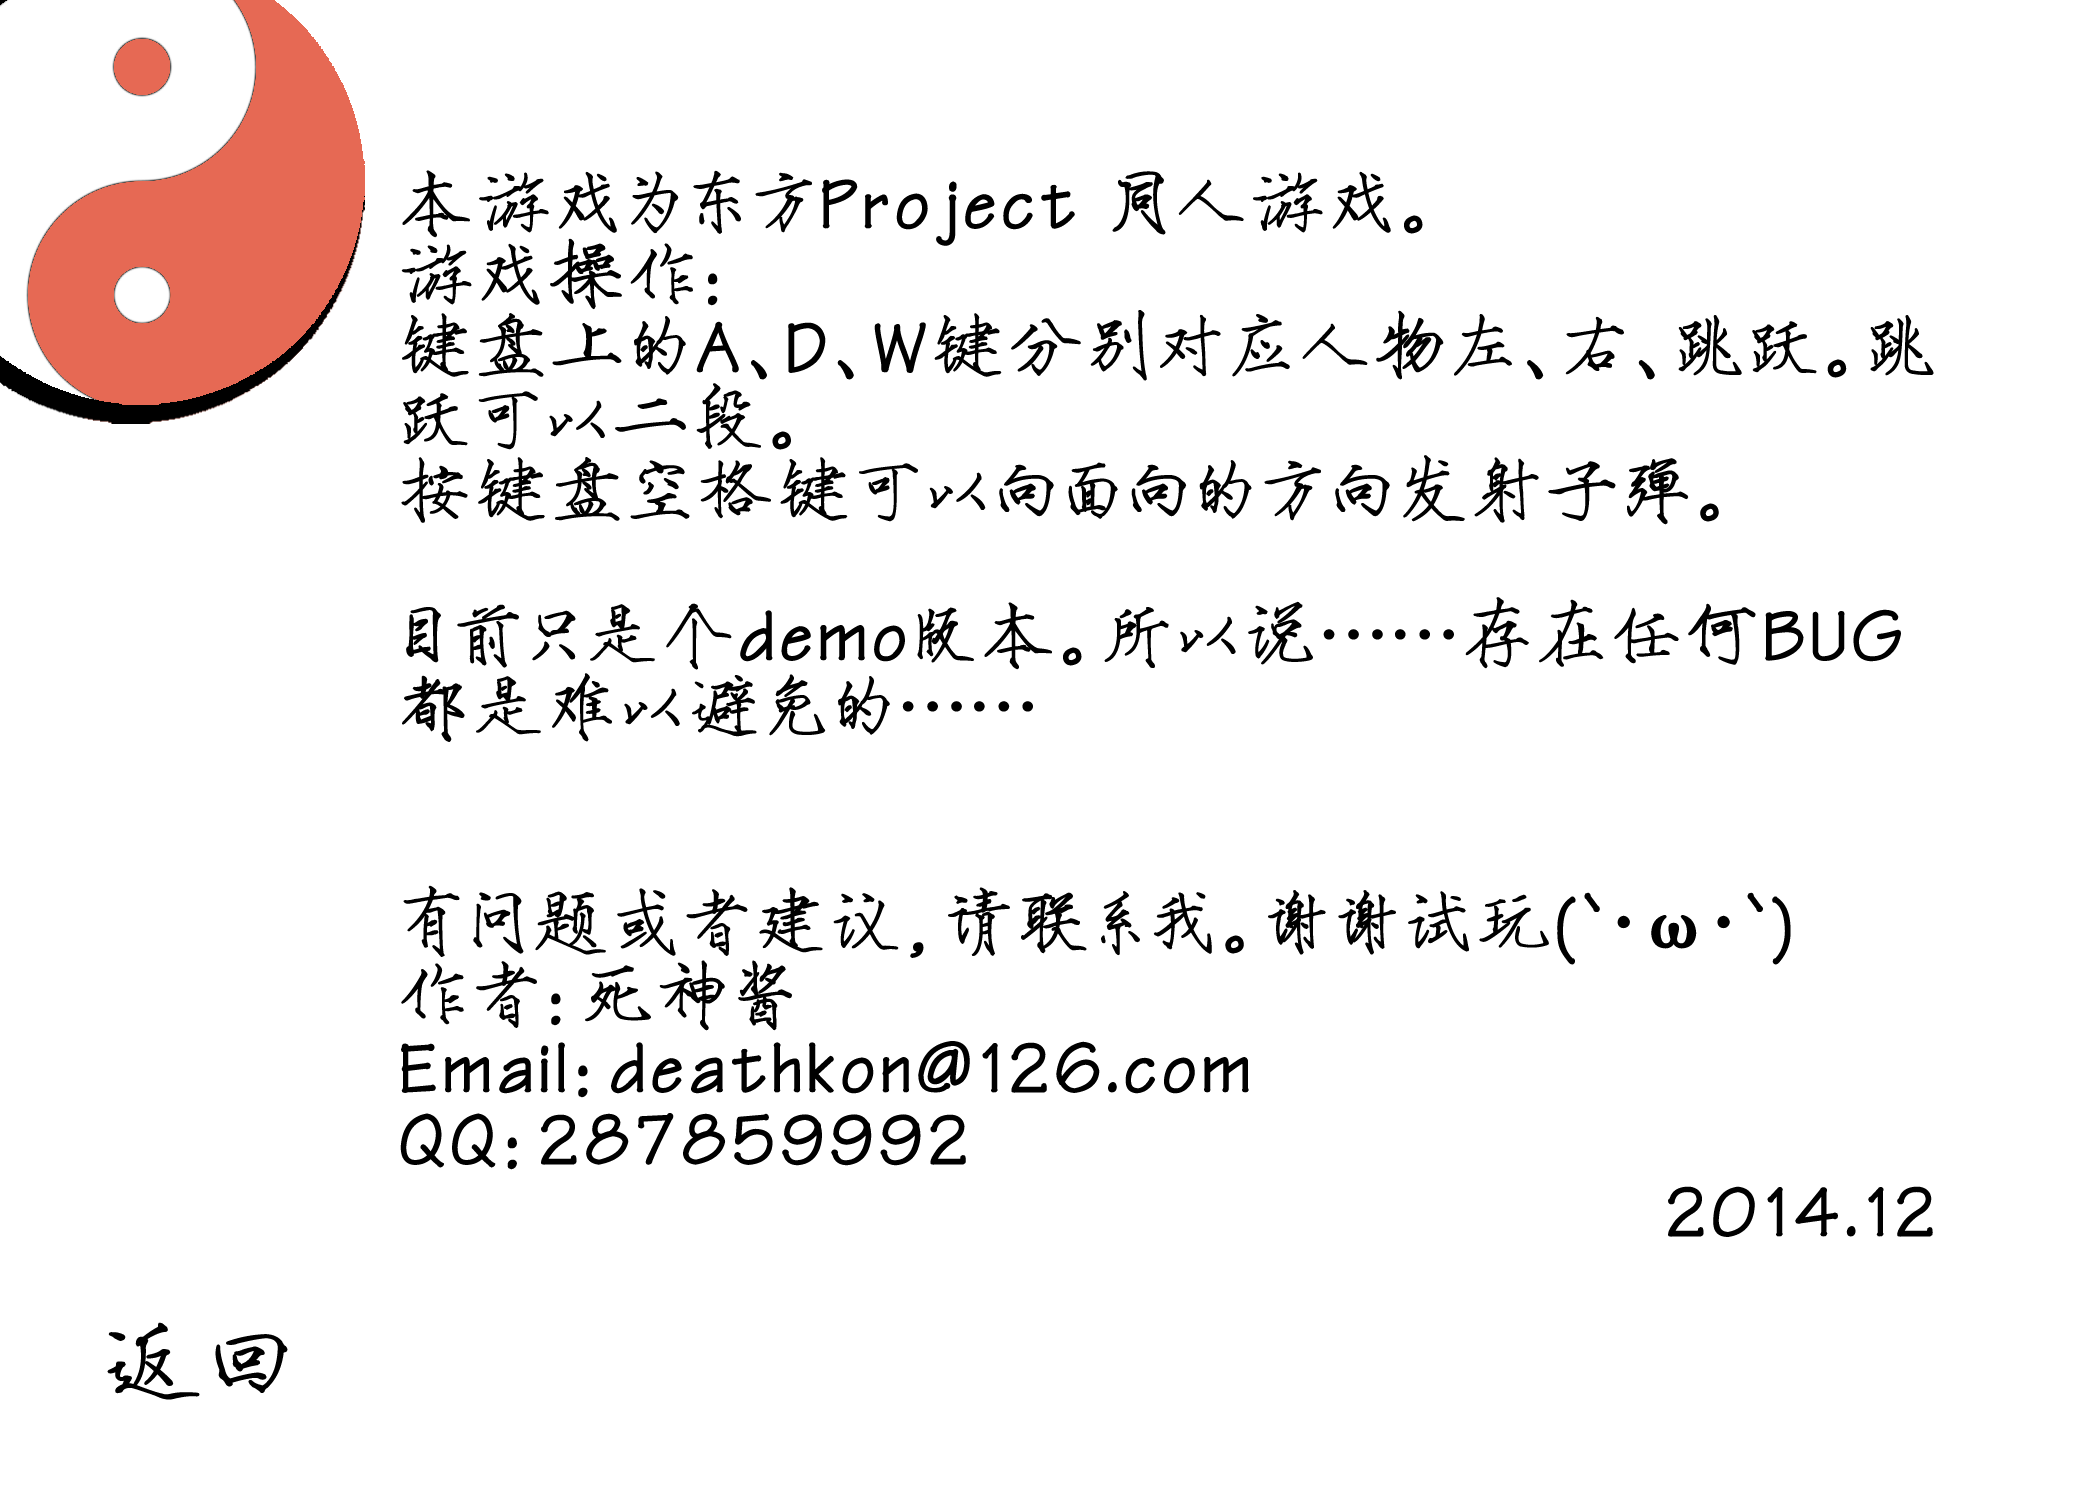 本游戏为东方Project 同人游戏。
游戏操作：
键盘上的A、D、W键分别对应人物左、右、跳跃。跳
跃可以二段。
按键盘空格键可以向面向的方向发射子弹。
目前只是个demo版本。所以说……存在任何BUG
都是难以避免的……
有问题或者建议，请联系我。谢谢试玩(`・ω・`)
作者：死神酱
Email：deathkon@126.com
QQ：287859992
2014.12
返回